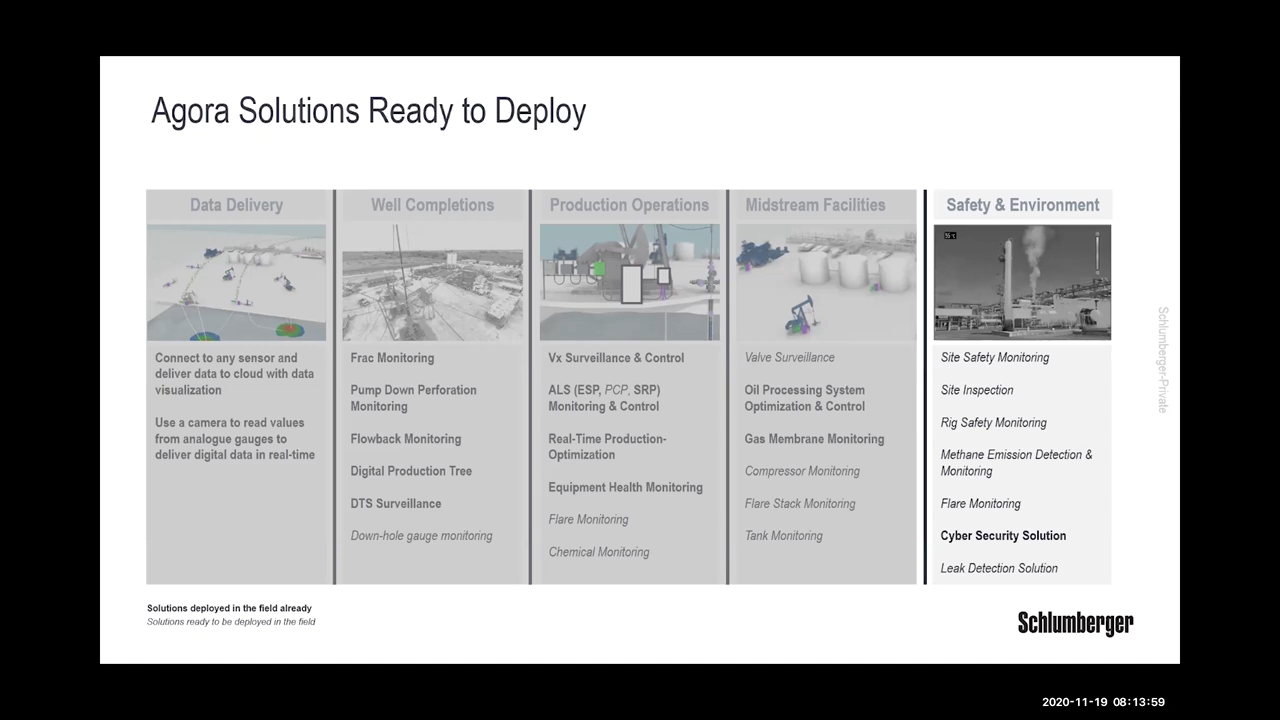 Agora Solutions Ready to Deploy
Data Delivery
Connect to any sensor and
deliver data to cloud with data
visualization
Use a camera to read values
from analogue gauges to
deliver digital data in real-time
Well Completions
Frac Monitoring
Pump Down Perforation
Monitoring
Flowback Monitoring
Digital Production Tree
DTS Surveillance
Down-hole gauge monitoring
Production Operations
Vx Surveillance & Control
ALS (ESP, PCP, SRP)
Monitoring & Control
Real-Time Production-
Optimization
Equipment Health Monitoring
Flare Monitoring
Chemical Monitoring
Midstream Facilities
Valve Surveillance
Oil Processing System
Optimization & Control
Gas Membrane Monitoring
Compressor Monitoring
Flare Stack Monitoring
Tank Monitoring
Safety & Environment
Site Safety Monitoring
Site Inspection
Rig Safety Monitoring
Methane Emission Detection &
Monitoring
Flare Monitoring
Cyber Security Solution
Leak Detection Solution
Schlumberger-Private
Solutions deployed in the field already
Solutions ready to be deployed in the field
Schlumberger
2020-11-19 08:13:59